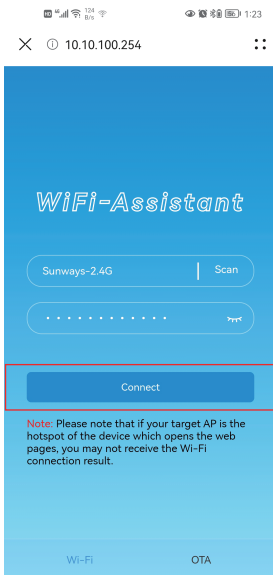 124
B/s
1:23
10.10.100.254
WiFi-Assistant
Sunways-2.4G
Scan
Connect
Note: Please note that if your target AP is the
hotspot of the device which opens the web
pages, you may not receive the Wi-Fi
connection result.
Wi-Fi
OTA